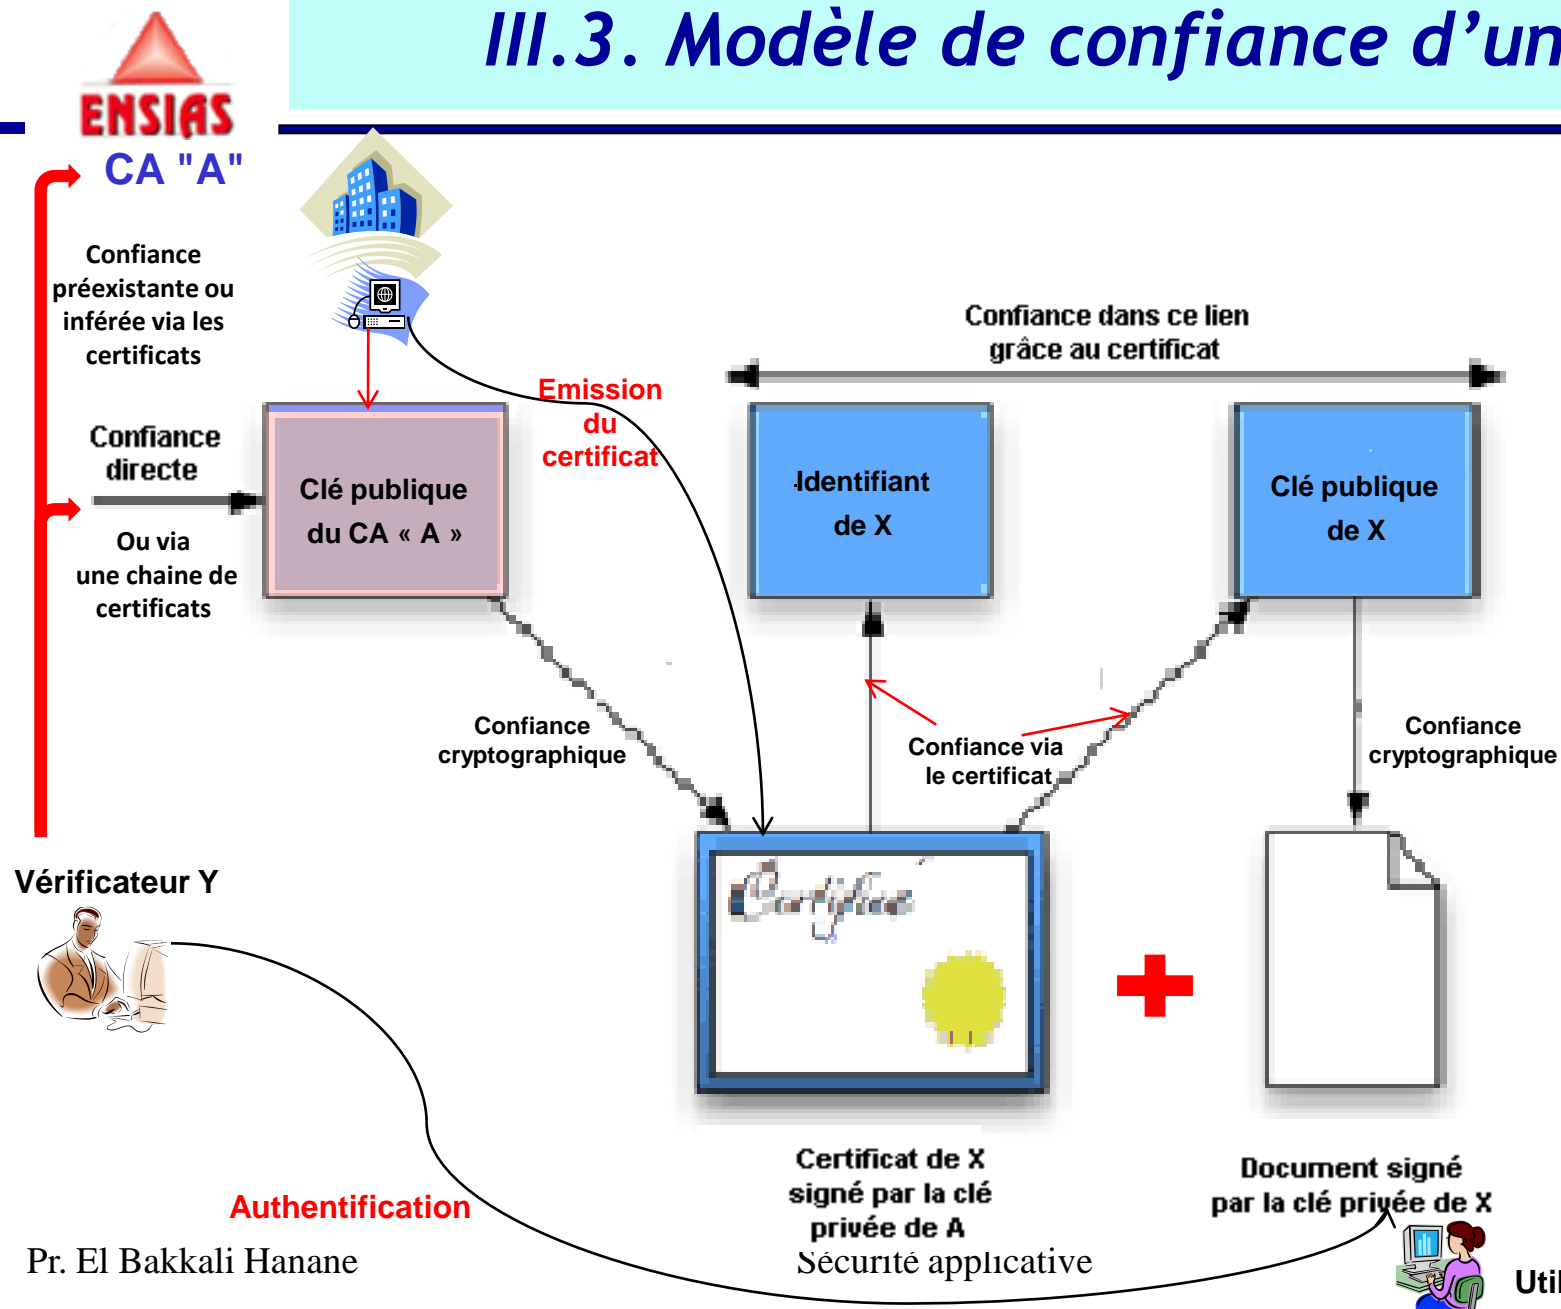 III.3. Modèle de confiance d’un
ENSIAS
CA "A"
Confiance
préexistante ou
inférée via les
certificats
Confiance
directe
Ou via
une chaine de
certificats
Clé publique
du CA « A »
Emission
du
certificat
Confiance dans ce lien
grâce au certificat
Identifiant
de X
Clé publique
de X
Confiance
cryptographique
Confiance via
le certificat
Confiance
cryptographique
Vérificateur Y
Certificat de X
signé par la clé
privée de A
Document signé
par la clé privée de X
Authentification
Pr. El Bakkali Hanane
Sécurité applicative